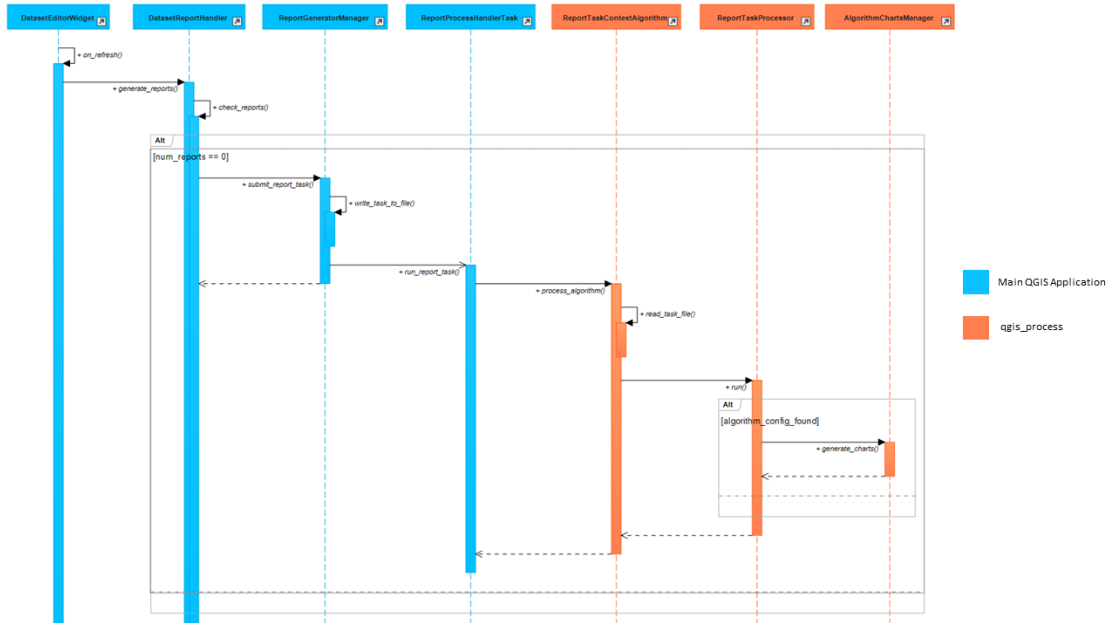 DatasetEditorWidget
DatasetReportHandler
ReportGeneratorManager
ReportProcessHandlerTask
ReportTaskContextAlgorithm
ReportTaskProcessor
AlgorithmChartsManager
+ on_refresh()
+ generate_reports()
+ check_reports()
Alt
[num_reports == 0]
+ submit_report_task()
+ write_task_to_file()
+ run_report_task()
+ process_algorithm()
+ read_task_file()
+ run()
Alt
[algorithm_config_found]
+ generate_charts()
Main QGIS Application
qgis_process